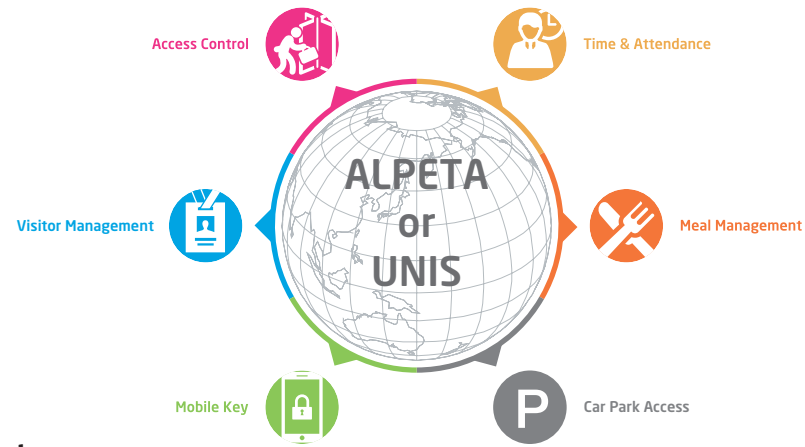 Access Control
Time & Attendance
ALPETA
or
UNIS
Visitor Management
Meal Management
Mobile Key
P
Car Park Access